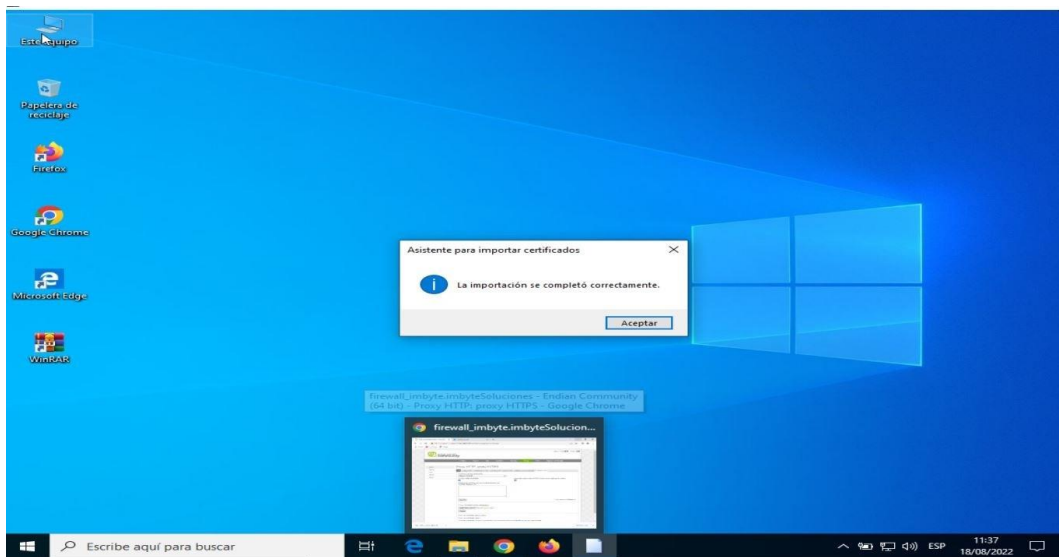 Este equipo
Papelera de
reciclaje
Firefox
Google Chrome
Microsoft Edge
WinRAR
Asistente para importar certificados
La importación se completó correctamente.
Aceptar
firewall_imbyte.imbyteSoluciones - Endian Community
(64 bit) - Proxy HTTP: proxy HTTPS - Google Chrome
firewall_imbyte.imbyteSolucion...
Escribe aquí para buscar
ESP
11:37
18/08/2022